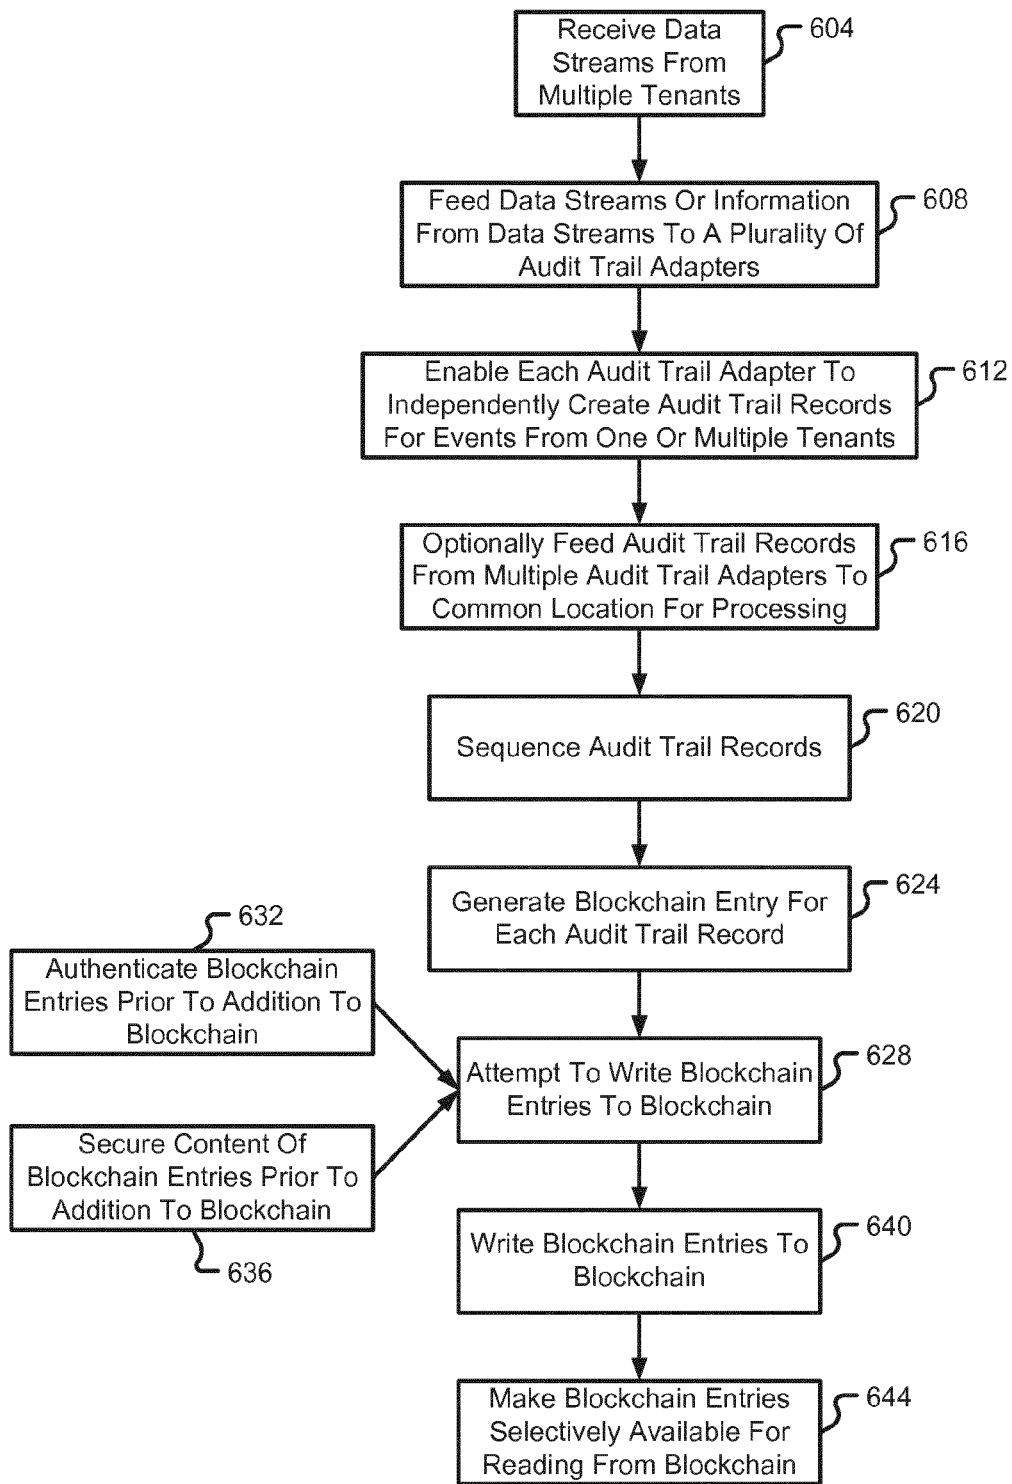 Receive Data
Streams From
Multiple Tenants
604
Feed Data Streams Or Information
From Data Streams To A Plurality Of
Audit Trail Adapters
608
Enable Each Audit Trail Adapter To
Independently Create Audit Trail Records
For Events From One Or Multiple Tenants
612
Optionally Feed Audit Trail Records
From Multiple Audit Trail Adapters To
Common Location For Processing
616
Sequence Audit Trail Records
620
Generate Blockchain Entry For
Each Audit Trail Record
624
632
Authenticate Blockchain
Entries Prior To Addition To
Blockchain
Attempt To Write Blockchain
Entries To Blockchain
628
Secure Content Of
Blockchain Entries Prior To
Addition To Blockchain
636
Write Blockchain Entries To
Blockchain
640
Make Blockchain Entries
Selectively Available For
Reading From Blockchain
644